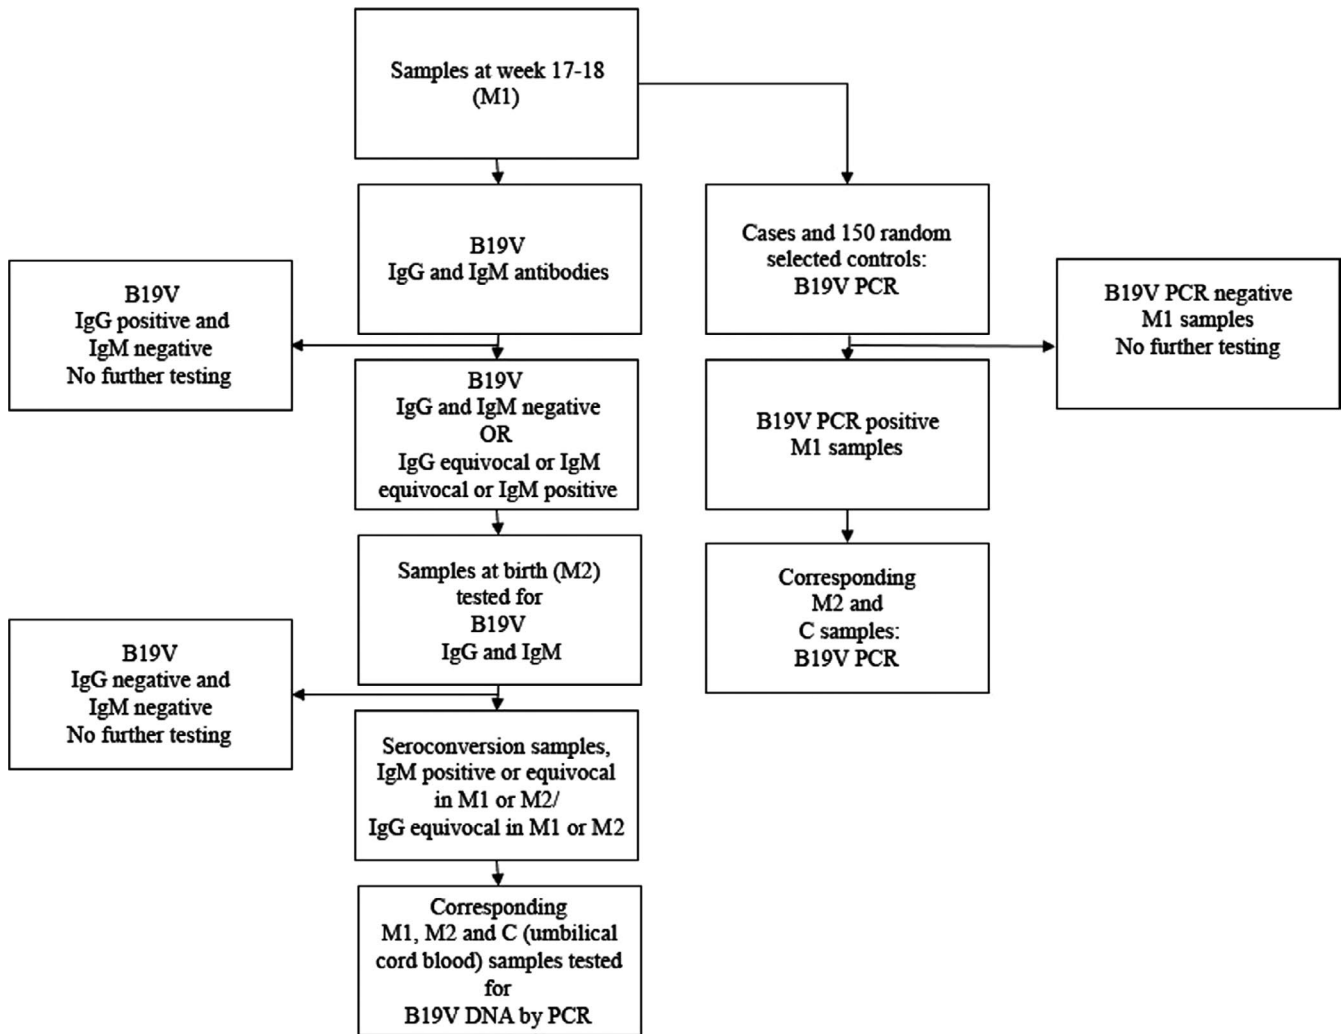 Samples at week 17-18
(M1)
B19V
IgG and IgM antibodies
Cases and 150 random
selected controls:
B19V PCR
B19V
IgG positive and
IgM negative
No further testing
B19V PCR negative
M1 samples
No further testing
B19V
IgG and IgM negative
OR
IgG equivocal or IgM
equivocal or IgM positive
B19V PCR positive
M1 samples
Samples at birth (M2)
tested for
B19V
IgG and IgM
Corresponding
M2 and
C samples:
B19V PCR
B19V
IgG negative and
IgM negative
No further testing
Seroconversion samples,
IgM positive or equivocal
in M1 or M2/
IgG equivocal in M1 or M2
Corresponding
M1, M2 and C (umbilical
cord blood) samples tested
for
B19V DNA by PCR